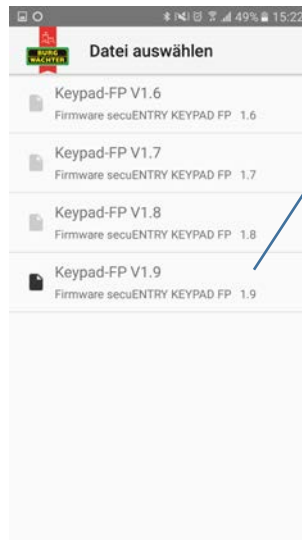 49% 15:22
BURG
WÄCHTER
Datei auswählen
Keypad-FP V1.6
Firmware secuENTRY KEYPAD FP 1.6
Keypad-FP V1.7
Firmware secuENTRY KEYPAD FP 1.7
Keypad-FP V1.8
Firmware secuENTRY KEYPAD FP 1.8
Keypad-FP V1.9
Firmware secuENTRY KEYPAD FP 1.9